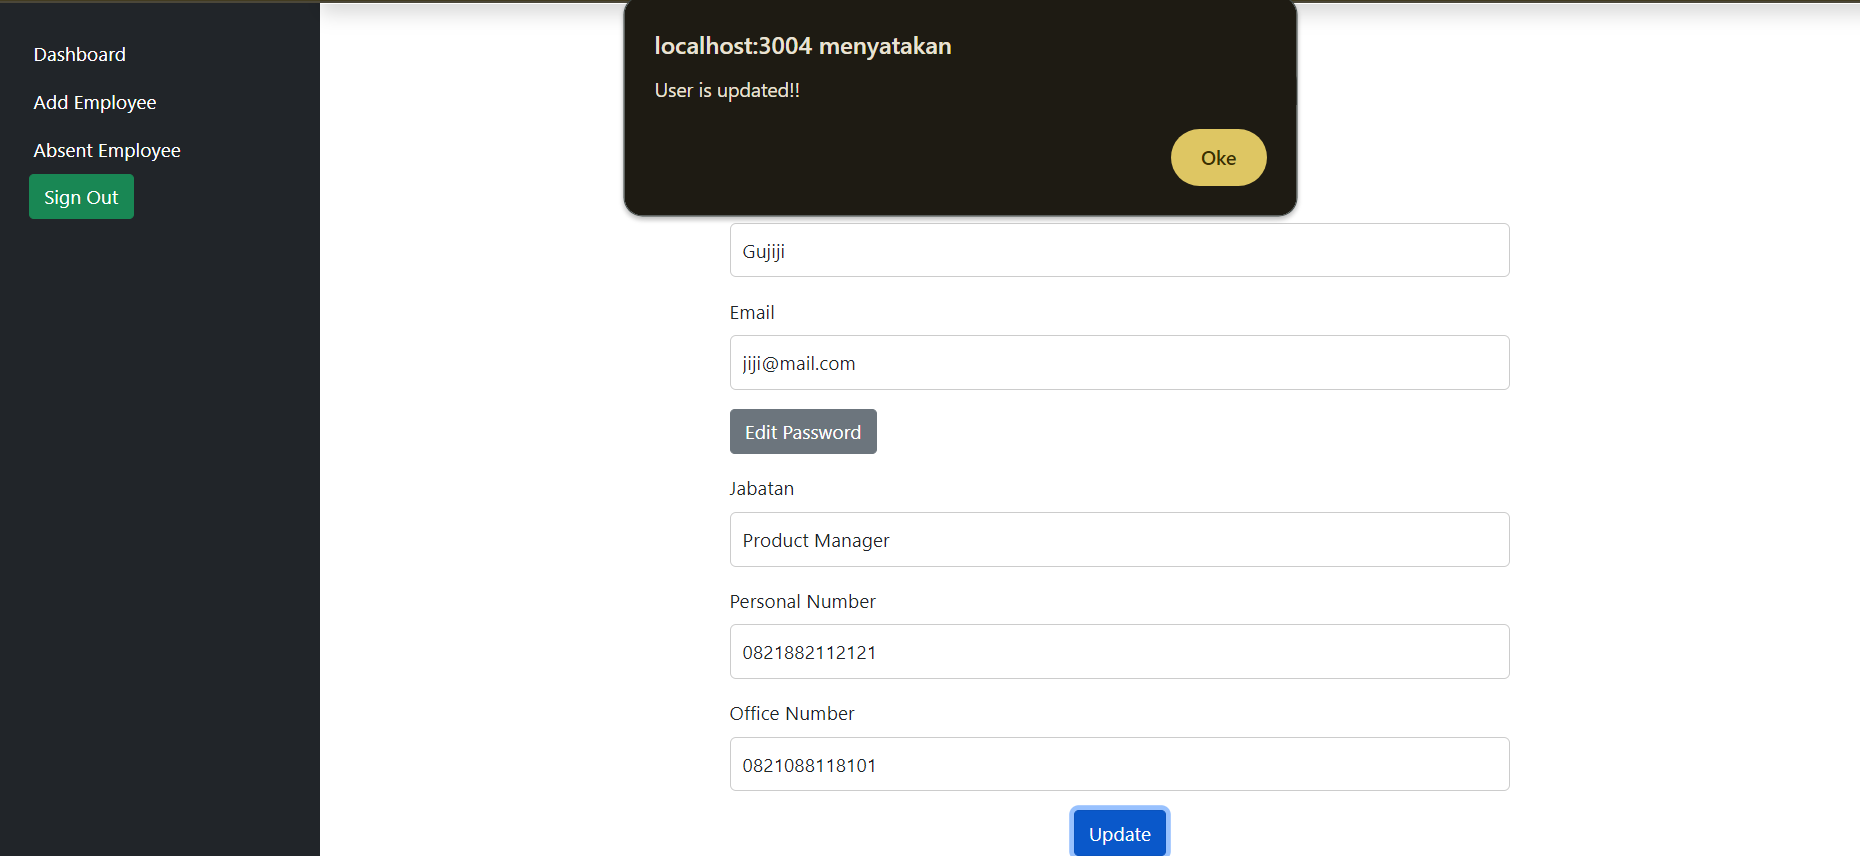 Dashboard
Add Employee
Absent Employee
Sign Out
localhost:3004 menyatakan
User is updated!!
Oke
Gujiji
Email
jiji@mail.com
Edit Password
Jabatan
Product Manager
Personal Number
0821882112121
Office Number
0821088118101
Update